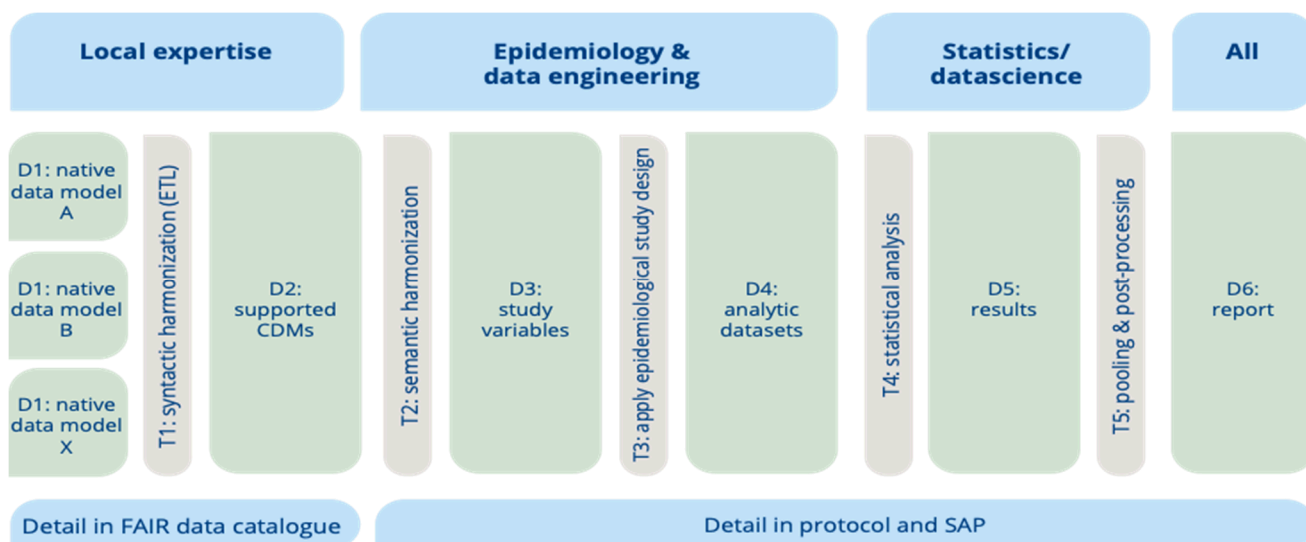 Local expertise
Epidemiology &
data engineering
Statistics/
datascience
All
D1: native
data model
A
D1: native
data model
B
D1: native
data model
X
T1: syntactic harmonization (ETL)
D2:
supported
CDMs
T2: semantic harmonization
D3:
study
variables
T3: apply epidemiological study design
D4:
analytic
datasets
T4: statistical analysis
D5:
results
T5: pooling & post-processing
D6:
report
Detail in FAIR data catalogue
Detail in protocol and SAP